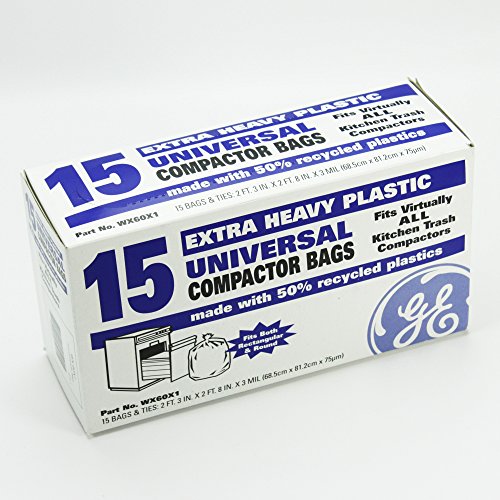 15
EXTRA HEAVY PLASTIC
UNIVERSAL
COMPACTOR BAGS
made with 50% recycled plastics
Fits Virtually
ALL
Kitchen Trash
Compactors
Part No. WX60X1
15 BAGS & TIES: 2 FT. 3 IN. X 2 FT. 8 IN. X 3 MIL (68.5cm x 81.2cm x 75µm)
15
EXTRA HEAVY PLASTIC
UNIVERSAL
COMPACTOR BAGS
made with 50% recycled plastics
Fits Virtually
ALL
Kitchen Trash
Compactors
GE
Fits Both
Rectangular
& Round
Part No. WX60X1
15 BAGS & TIES: 2 FT. 3 IN. X 2 FT. 8 IN. X 3 MIL (68.5cm x 81.2cm x 75µm)